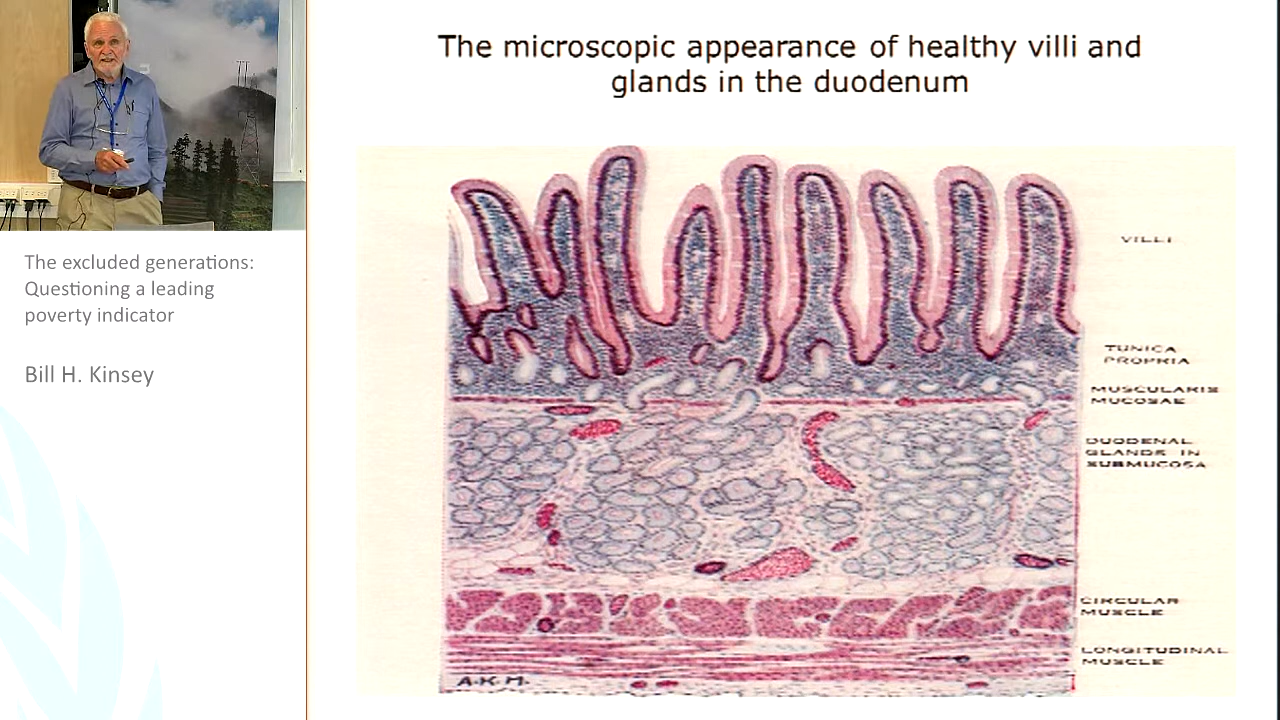 The microscopic appearance of healthy villi and
glands in the duodenum
The excluded generations:
Questioning a leading
poverty indicator
Bill H. Kinsey
VILLI
TUNICA
PROPRIA
MUSCULARIS
MUCOSAE
DUODENAL
GLANDS IN
SUBMUCOSA
CIRCULAR
MUSCLE
LONGITUDINAL
MUSCLE
A.K.M.